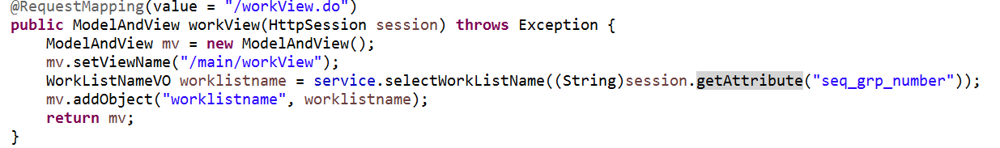 @RequestMapping(value = "/workView.do")
public ModelAndView workView(HttpSession session) throws Exception {
    ModelAndView mv = new ModelAndView();
    mv.setViewName("/main/workView");
    WorkListNameVO worklistname = service.selectWorkListName((String)session.getAttribute("seq_grp_number"));
    mv.addObject("worklistname", worklistname);
    return mv;
}